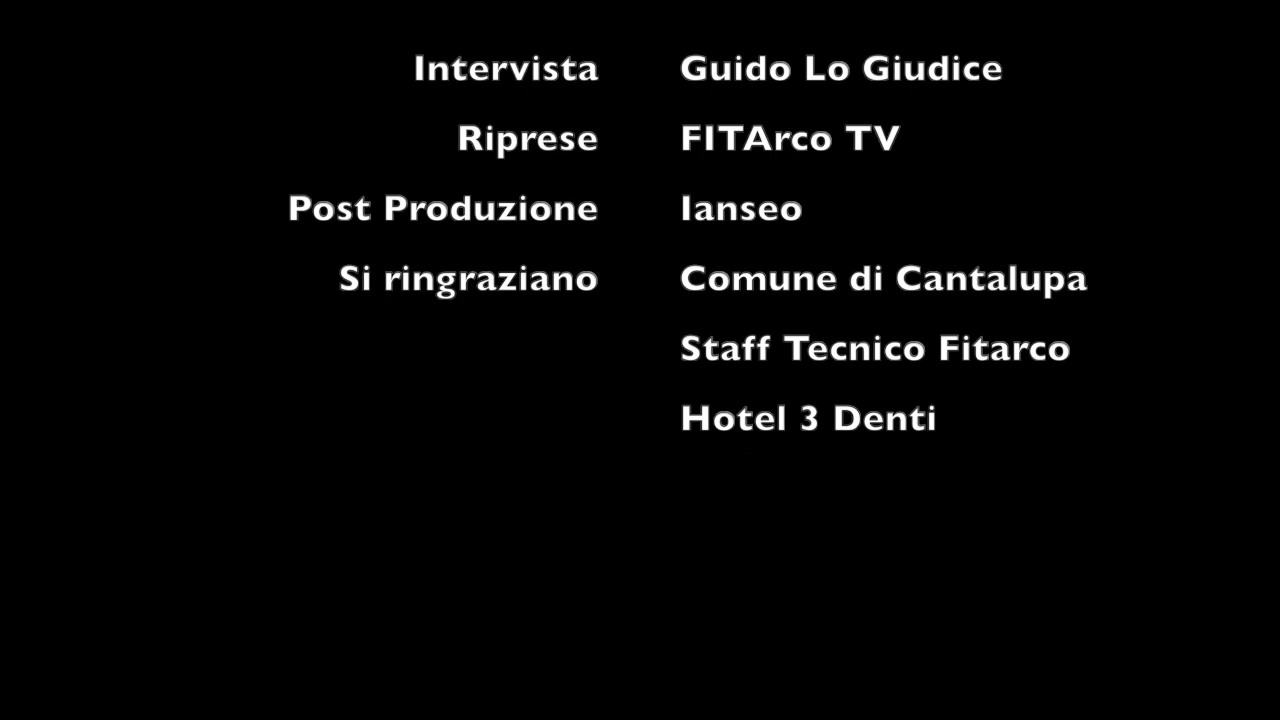 Intervista Guido Lo Giudice
Riprese FITArco TV
Post Produzione Ianseo
Si ringraziano Comune di Cantalupa
Staff Tecnico Fitarco
Hotel 3 Denti